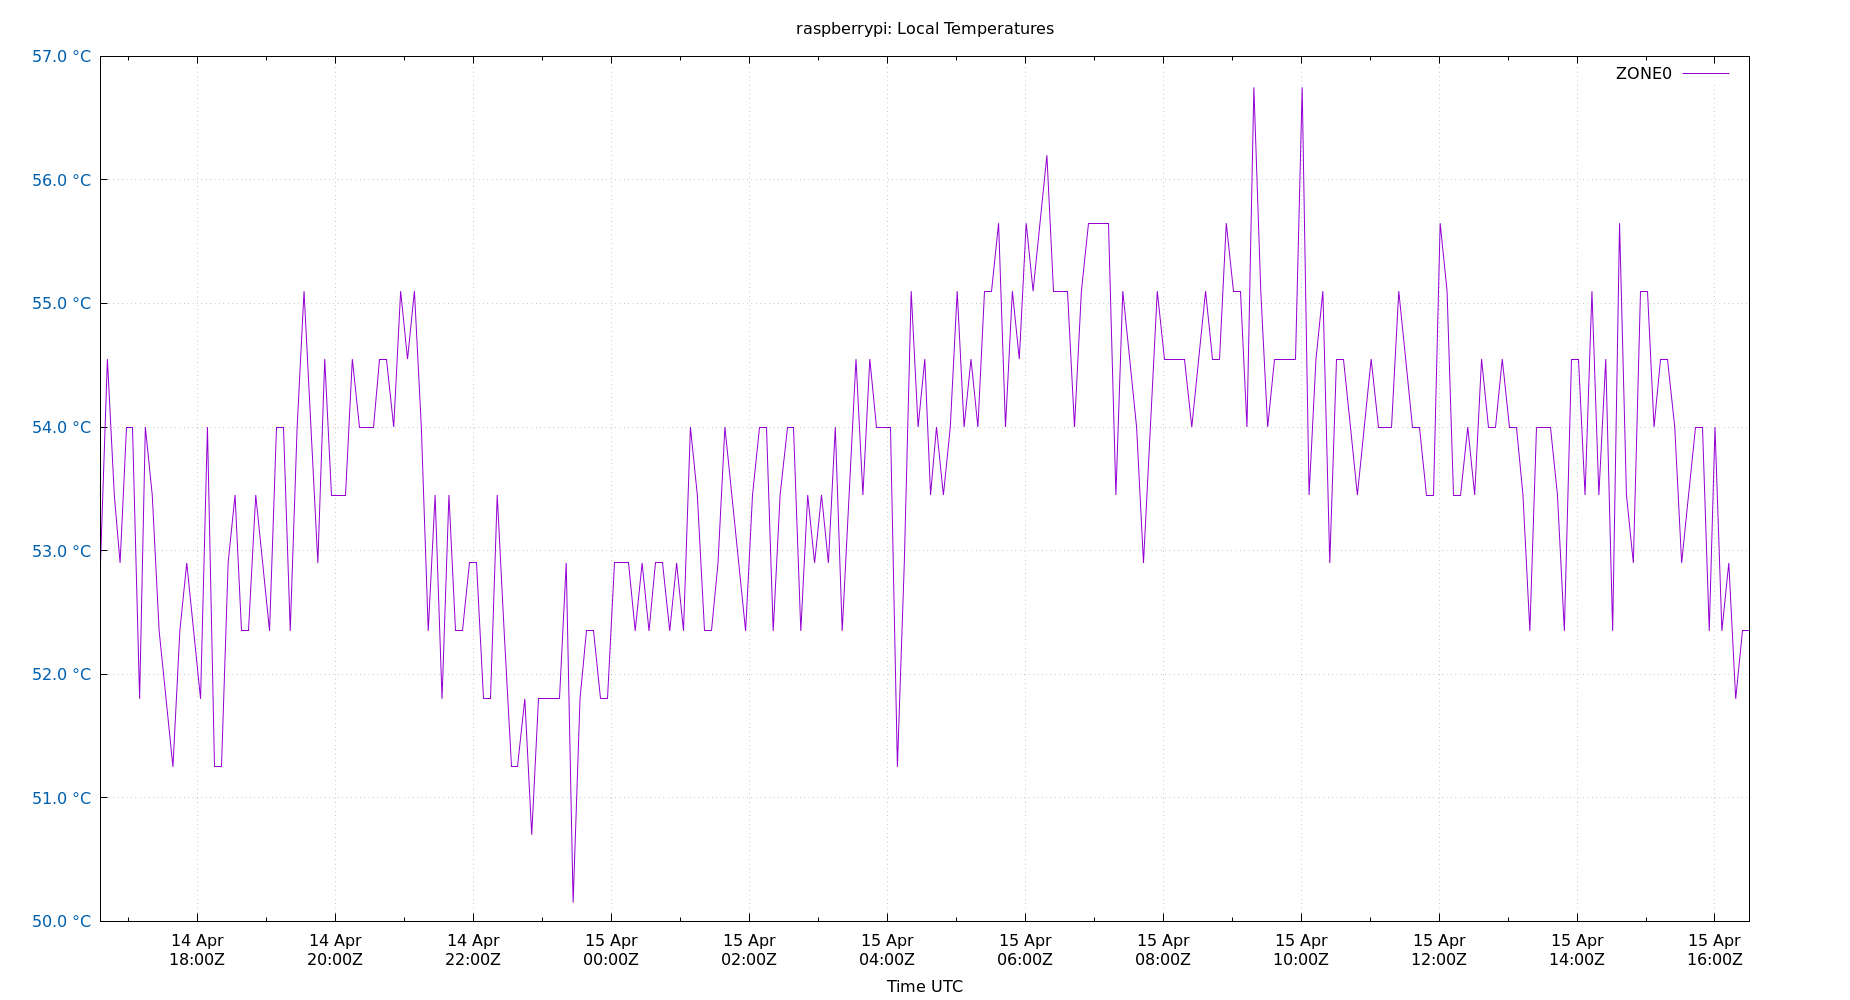 raspberrypi: Local Temperatures
57.0 °C
ZONE0
56.0 °C
55.0 °C
54.0 °C
53.0 °C
52.0 °C
51.0 °C
50.0 °C
14 Apr 14 Apr 14 Apr 15 Apr 15 Apr 15 Apr 15 Apr 15 Apr 15 Apr 15 Apr 15 Apr 15 Apr
18:00Z 20:00Z 22:00Z 00:00Z 02:00Z 04:00Z 06:00Z 08:00Z 10:00Z 12:00Z 14:00Z 16:00Z
Time UTC